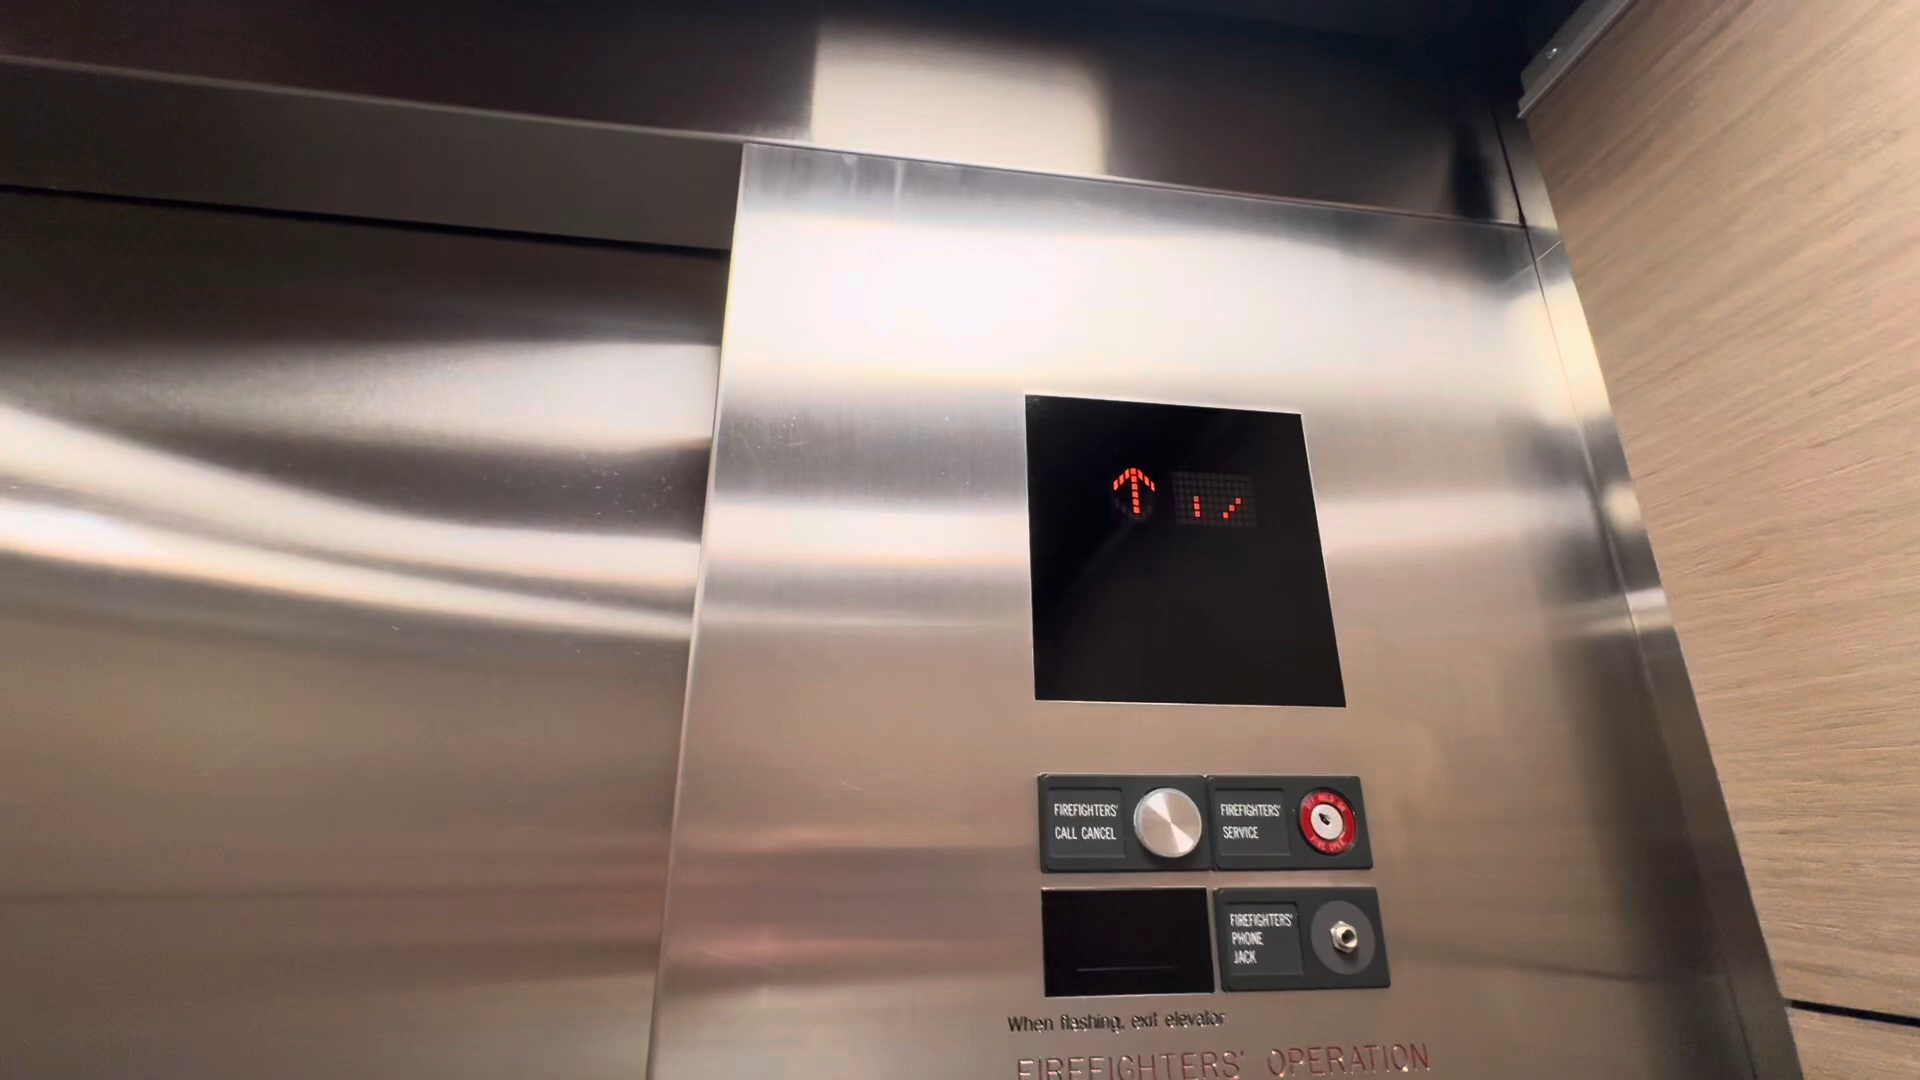 FIREFIGHTERS'
CALL CANCEL
FIREFIGHTERS'
SERVICE
FIREFIGHTERS'
PHONE
JACK
When flashing, exit elevator
FIREFIGHTERS' OPERATION